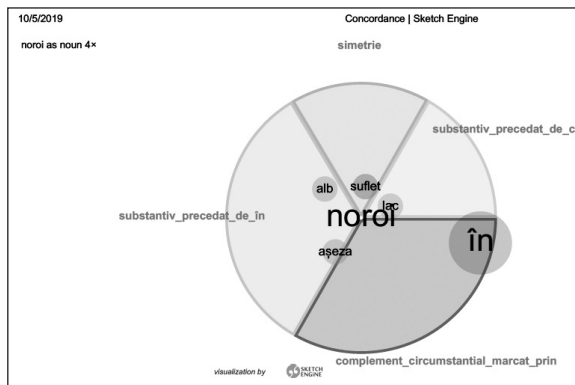 10/5/2019 Concordance | Sketch Engine
noroi as noun 4×
simetrie
substantiv_precedat_de_c
alb
suflet
lac
substantiv_precedat_de_în
noroi
în
așeza
complement_circumstantial_marcat_prin
visualization by SKETCH
ENGINE